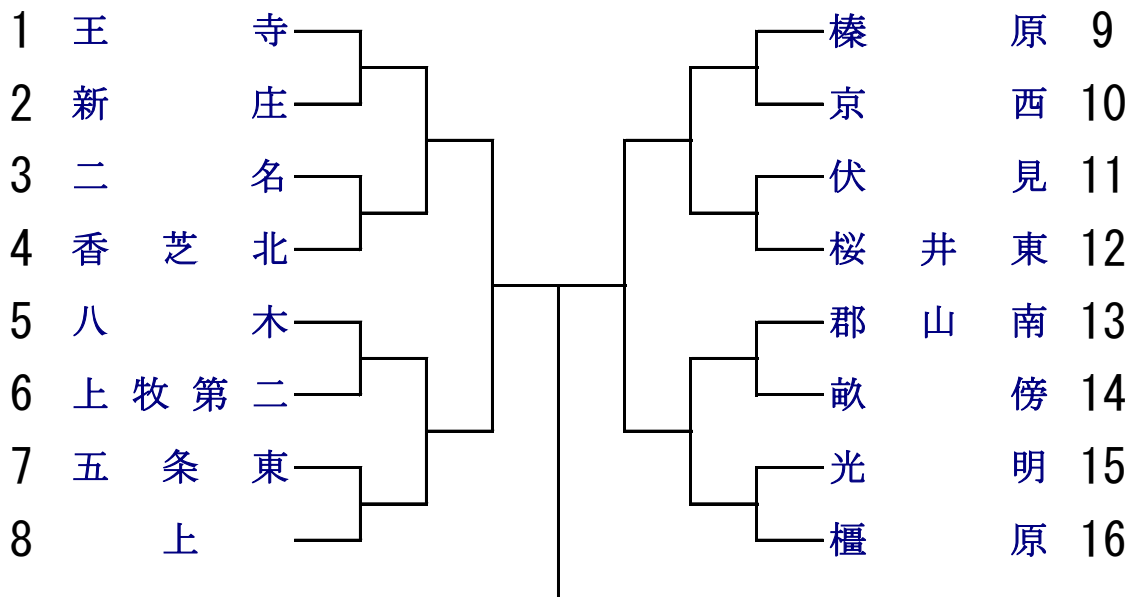 1 王寺
2 新庄
3 二名
4 香芝北
5 八木
6 上牧第二
7 五条東
8 上
榛原 9
京西 10
伏見 11
桜井東 12
郡山南 13
畝傍 14
光明 15
橿原 16